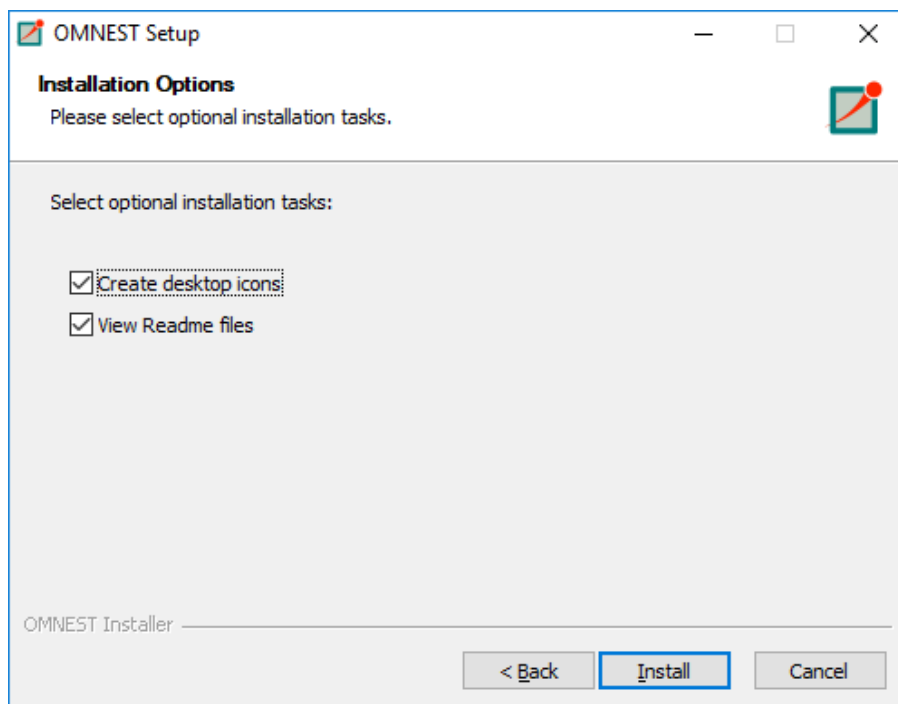 OMNEST Setup
Installation Options
Please select optional installation tasks.
Select optional installation tasks:
Create desktop icons
View Readme files
OMNEST Installer
< Back
Install
Cancel